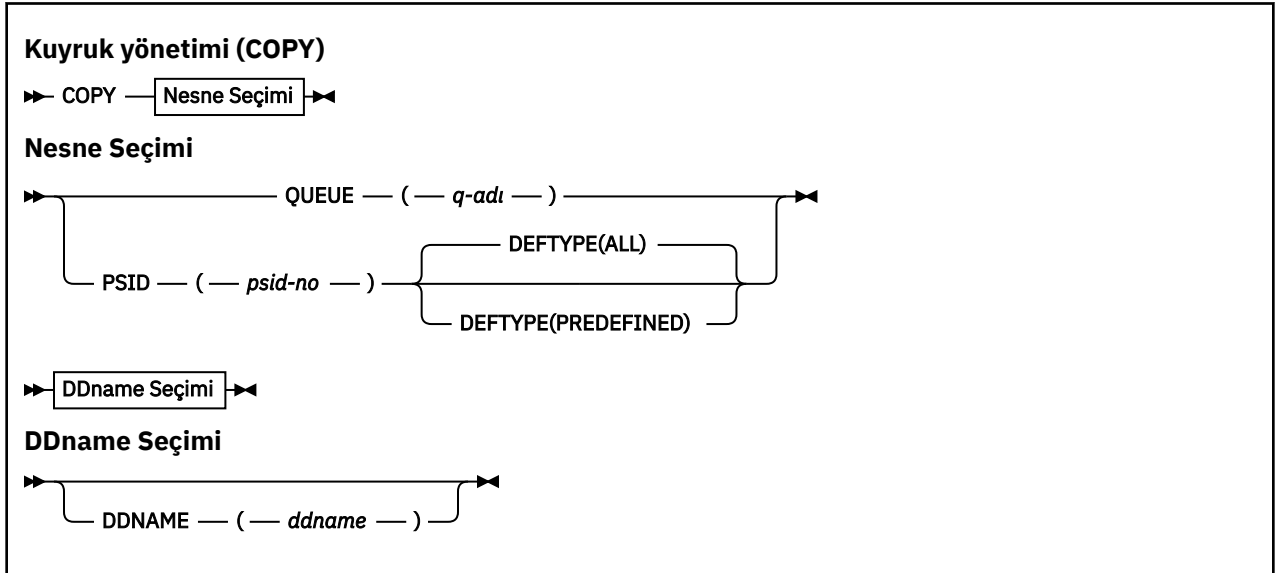 Kuyruk yönetimi (COPY)
COPY Nesne Seçimi
Nesne Seçimi
QUEUE ( q-adı )
DEFTYPE(ALL)
PSID ( psid-no )
DEFTYPE(PREDEFINED)
DDname Seçimi
DDname Seçimi
DDNAME ( ddname )